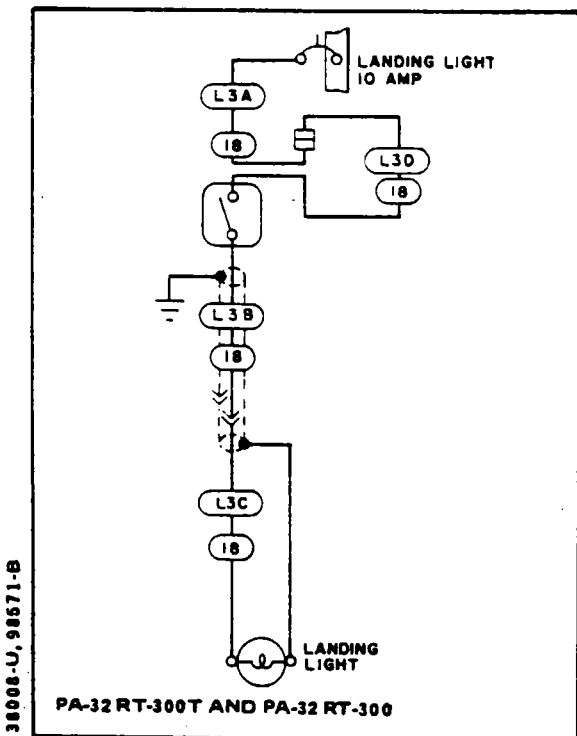 LANDING LIGHT
10 AMP
L3A
18
L3D
18
L3B
18
L3C
18
LANDING
LIGHT
PA-32 RT-300T AND PA-32 RT-300
38008-U, 98571-B